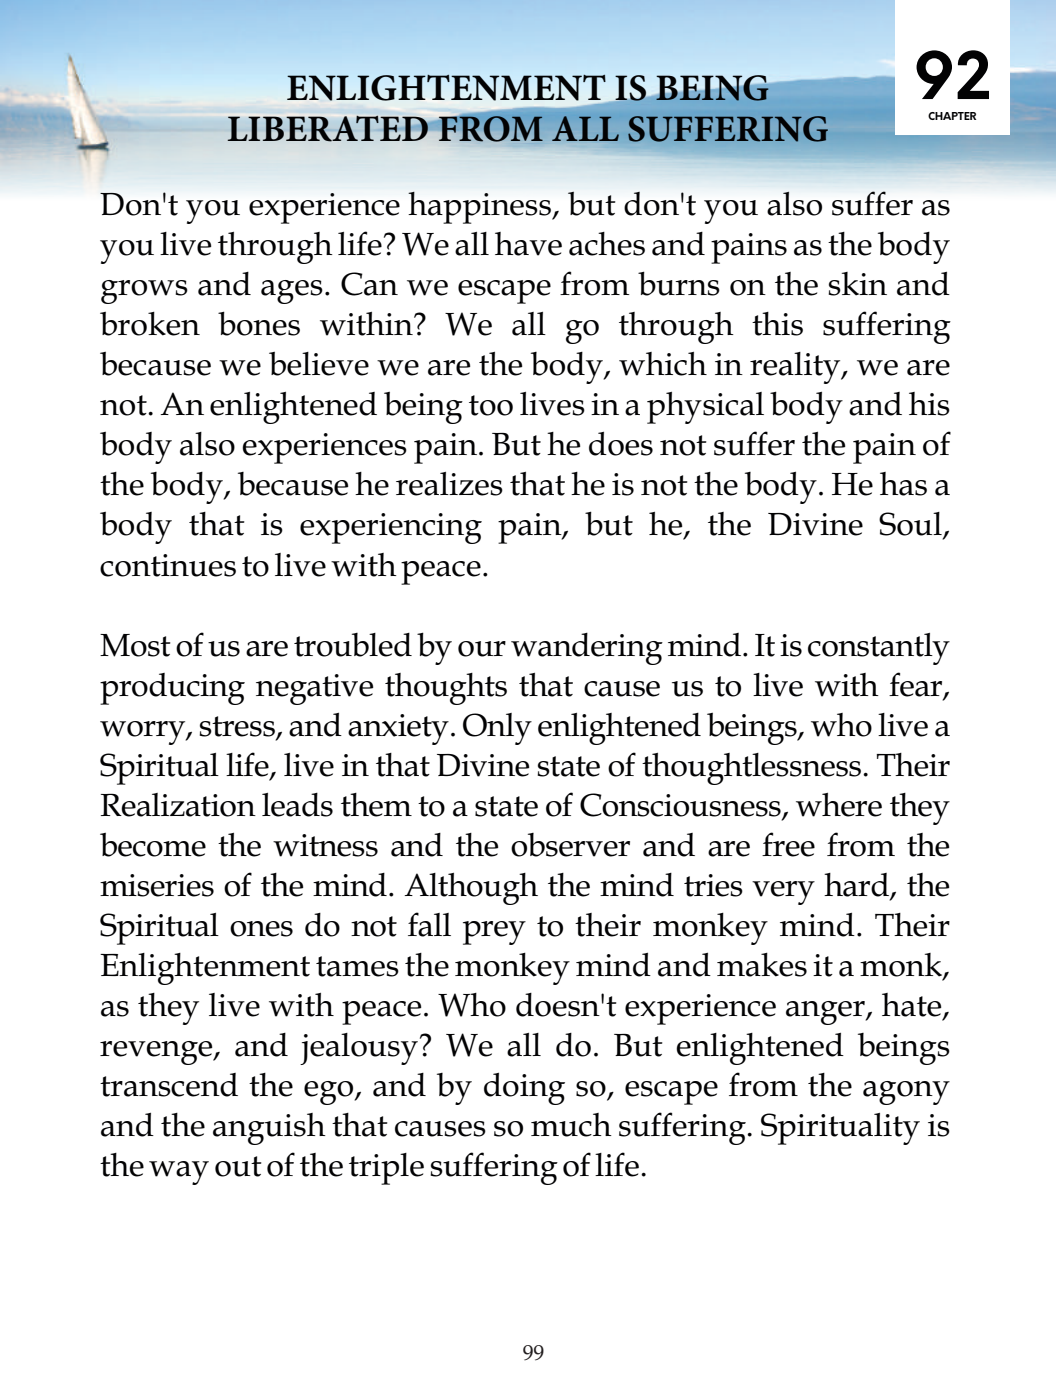 92
CHAPTER
ENLIGHTENMENT IS BEING
LIBERATED FROM ALL SUFFERING
Don't you experience happiness, but don't you also suffer as
you live through life? We all have aches and pains as the body
grows and ages. Can we escape from burns on the skin and
broken bones within? We all go through this suffering
because we believe we are the body, which in reality, we are
not. An enlightened being too lives in a physical body and his
body also experiences pain. But he does not suffer the pain of
the body, because he realizes that he is not the body. He has a
body that is experiencing pain, but he, the Divine Soul,
continues to live with peace.
Most of us are troubled by our wandering mind. It is constantly
producing negative thoughts that cause us to live with fear,
worry, stress, and anxiety. Only enlightened beings, who live a
Spiritual life, live in that Divine state of thoughtlessness. Their
Realization leads them to a state of Consciousness, where they
become the witness and the observer and are free from the
miseries of the mind. Although the mind tries very hard, the
Spiritual ones do not fall prey to their monkey mind. Their
Enlightenment tames the monkey mind and makes it a monk,
as they live with peace. Who doesn't experience anger, hate,
revenge, and jealousy? We all do. But enlightened beings
transcend the ego, and by doing so, escape from the agony
and the anguish that causes so much suffering. Spirituality is
the way out of the triple suffering of life.
99